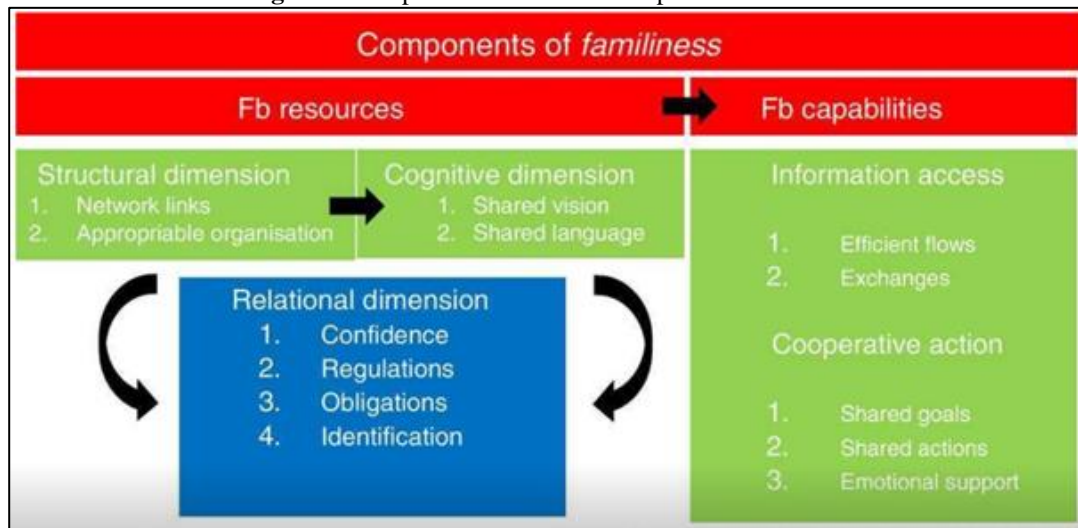 Components of familiness
Fb resources
Fb capabilities
Structural dimension
1. Network links
2. Appropriable organisation
Cognitive dimension
1. Shared vision
2. Shared language
Relational dimension
1. Confidence
2. Regulations
3. Obligations
4. Identification
Information access
1. Efficient flows
2. Exchanges
Cooperative action
1. Shared goals
2. Shared actions
3. Emotional support